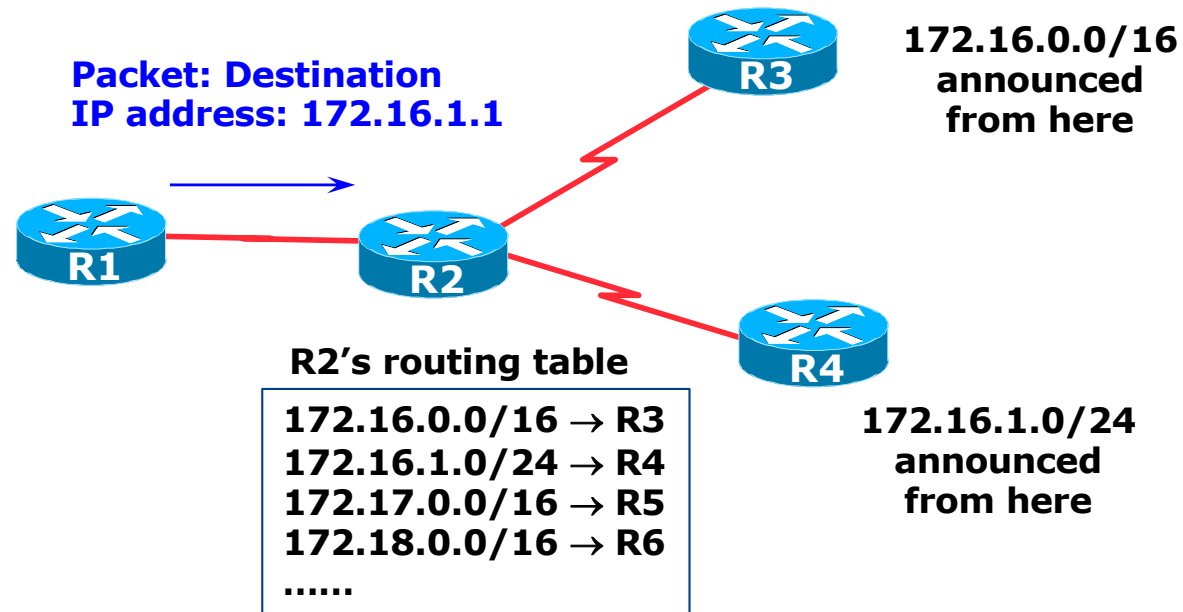 Packet: Destination
IP address: 172.16.1.1
R3
172.16.0.0/16
announced
from here
R1
R2
R4
172.16.1.0/24
announced
from here
R2’s routing table
172.16.0.0/16 → R3
172.16.1.0/24 → R4
172.17.0.0/16 → R5
172.18.0.0/16 → R6
......